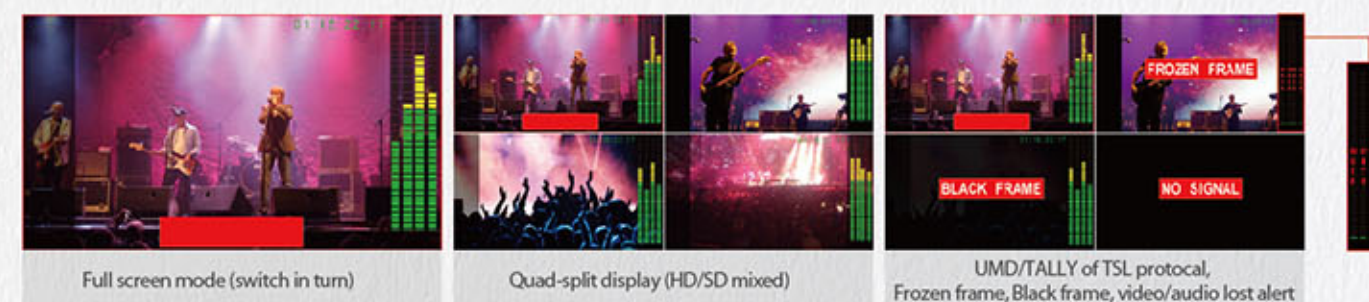 FROZEN FRAME
BLACK FRAME
NO SIGNAL
Full screen mode (switch in turn)
Quad-split display (HD/SD mixed)
UMD/TALLY of TSL protocal,
Frozen frame, Black frame, video/audio lost alert